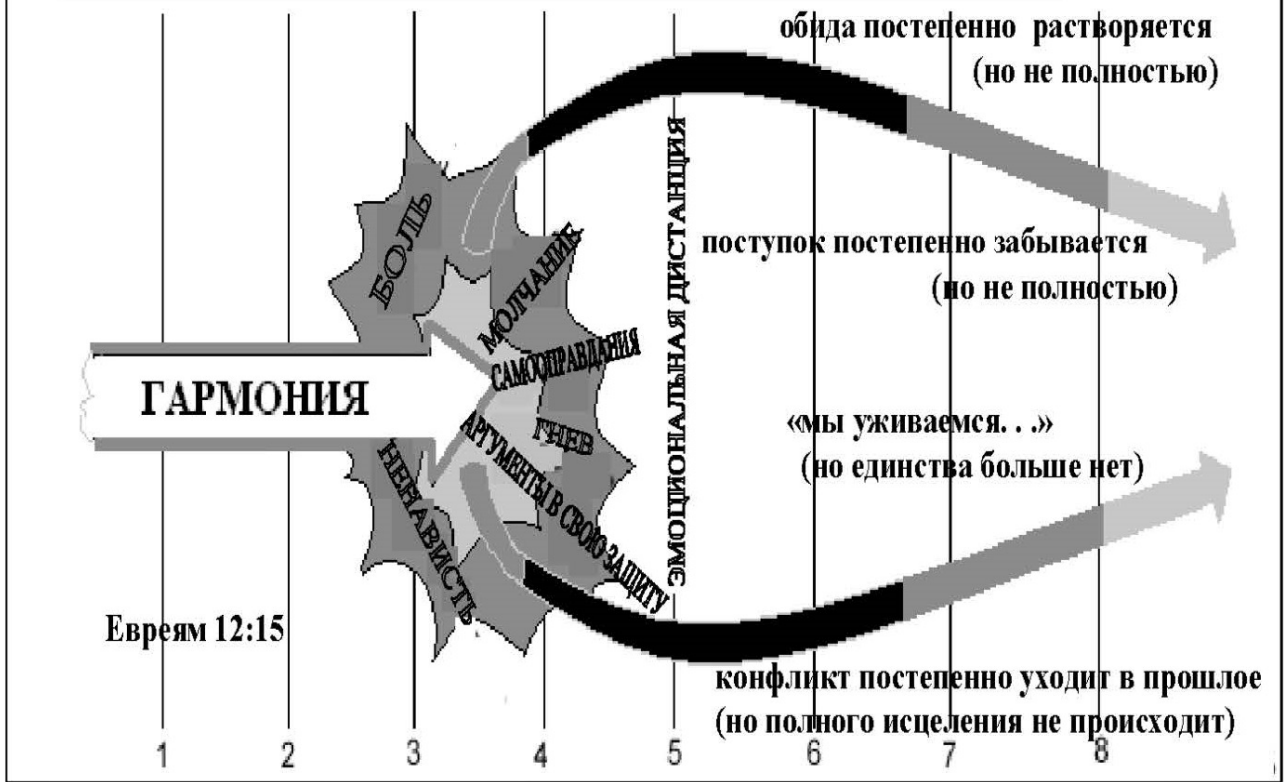 обида постепенно растворяется
(но не полностью)
БОЛЬ
МОЛЧАНИЕ
ЭМОЦИОНАЛЬНАЯ ДИСТАНЦИЯ
поступок постепенно забывается
(но не полностью)
САМООПРАВДАНИЯ
ГАРМОНИЯ
ГНЕВ
АРГУМЕНТЫ В СВОЮ ЗАЩИТУ
«мы уживаемся. . .»
(но единства больше нет)
НЕНАВИСТЬ
Евреям 12:15
конфликт постепенно уходит в прошлое
(но полного исцеления не происходит)
1 2 3 4 5 6 7 8